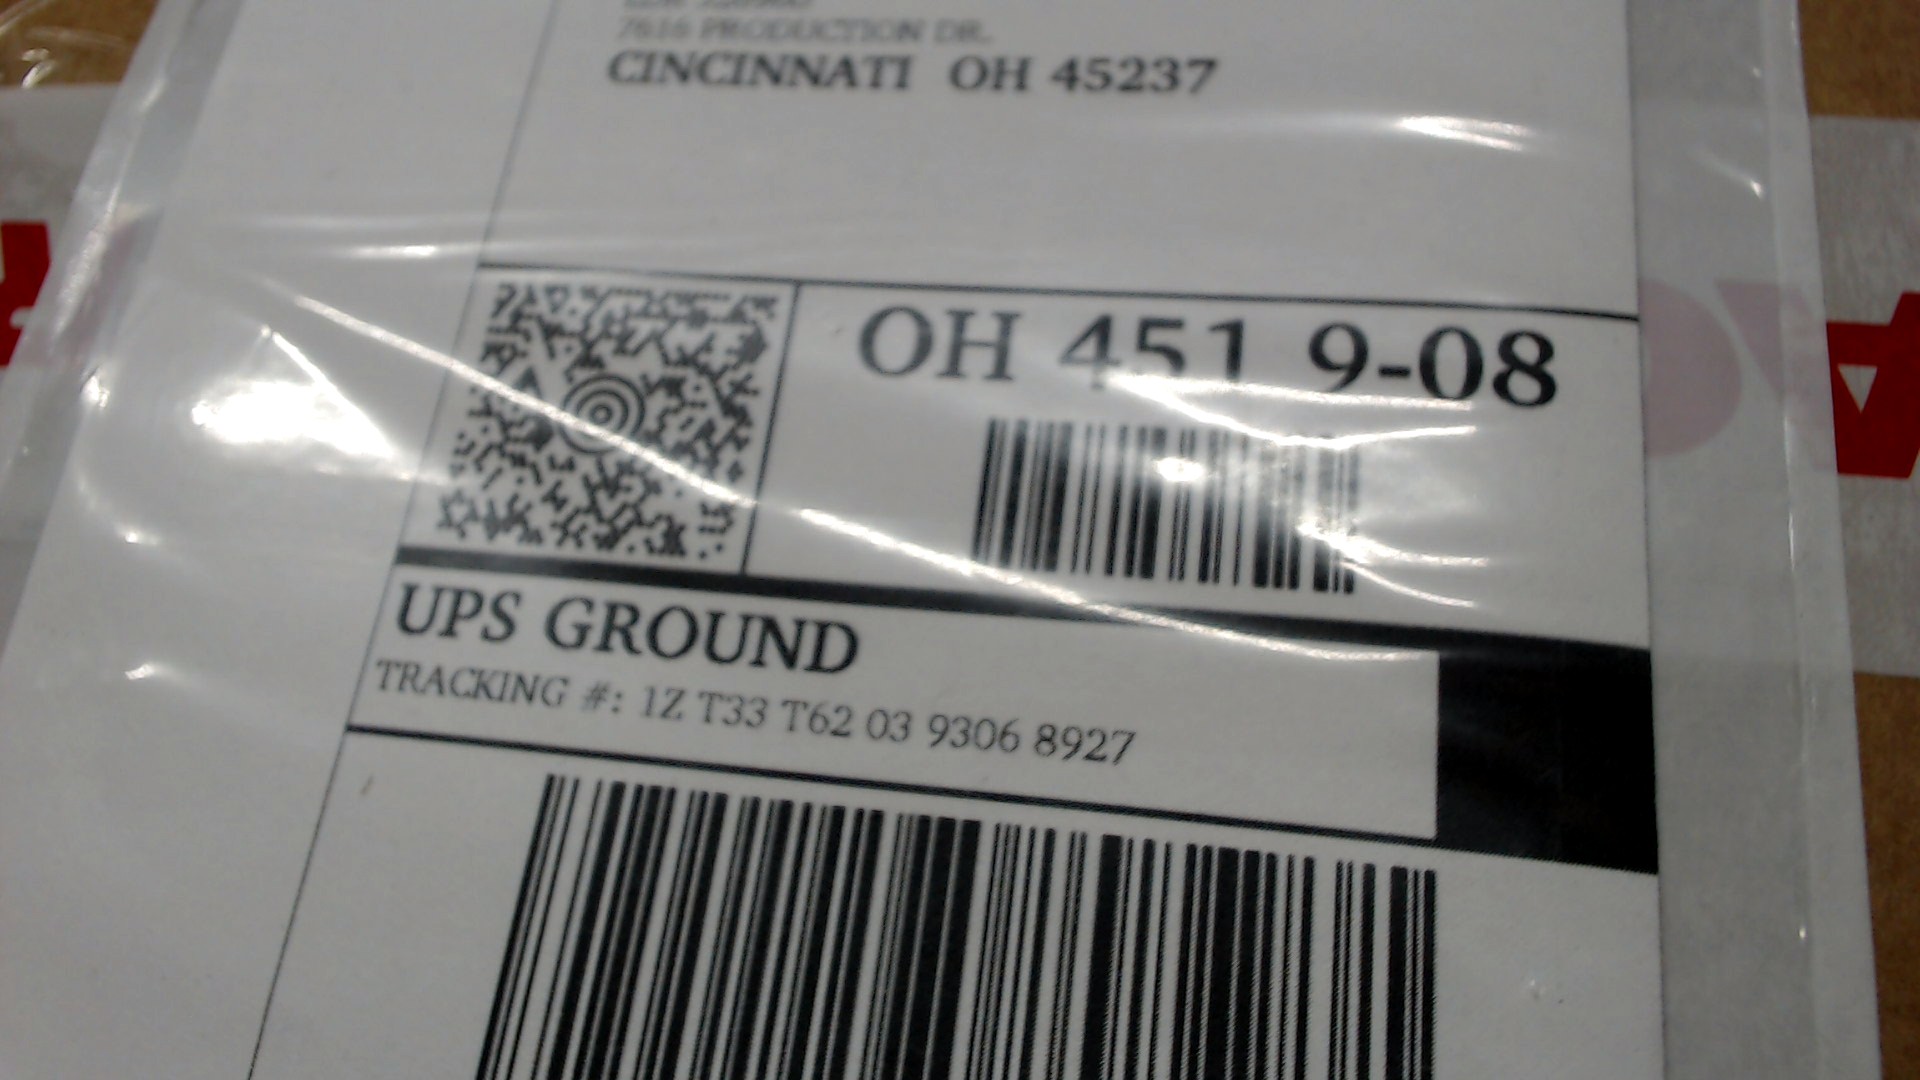 7616 PRODUCTION DR.
CINCINNATI OH 45237
OH 451 9-08
UPS GROUND
TRACKING #: 1Z T33 T62 03 9306 8927